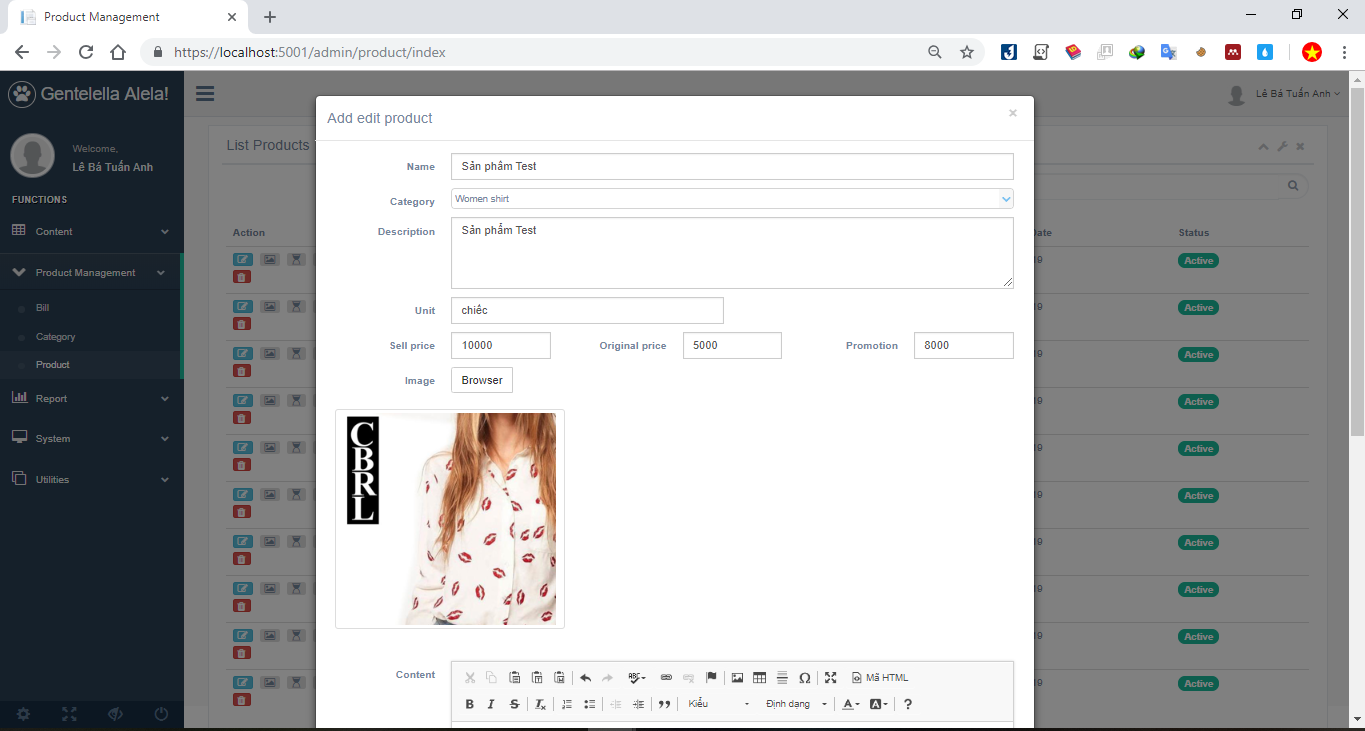 Product Management
https://localhost:5001/admin/product/index
Gentelella Alela!
Lê Bá Tuấn Anh
Welcome,
Lê Bá Tuấn Anh
FUNCTIONS
Content
Product Management
Bill
Category
Product
Report
System
Utilities
List Products
Action
Status
Active
Active
Active
Active
Active
Active
Active
Active
Active
Active
Add edit product
×
Name
Sản phâm Test
Category
Women shirt
Description
Sản phẩm Test
Unit
chiếc
Sell price
10000
Original price
5000
Promotion
8000
Image
Browser
CBRL
Content
Mã HTML
Kiểu
Định dạng